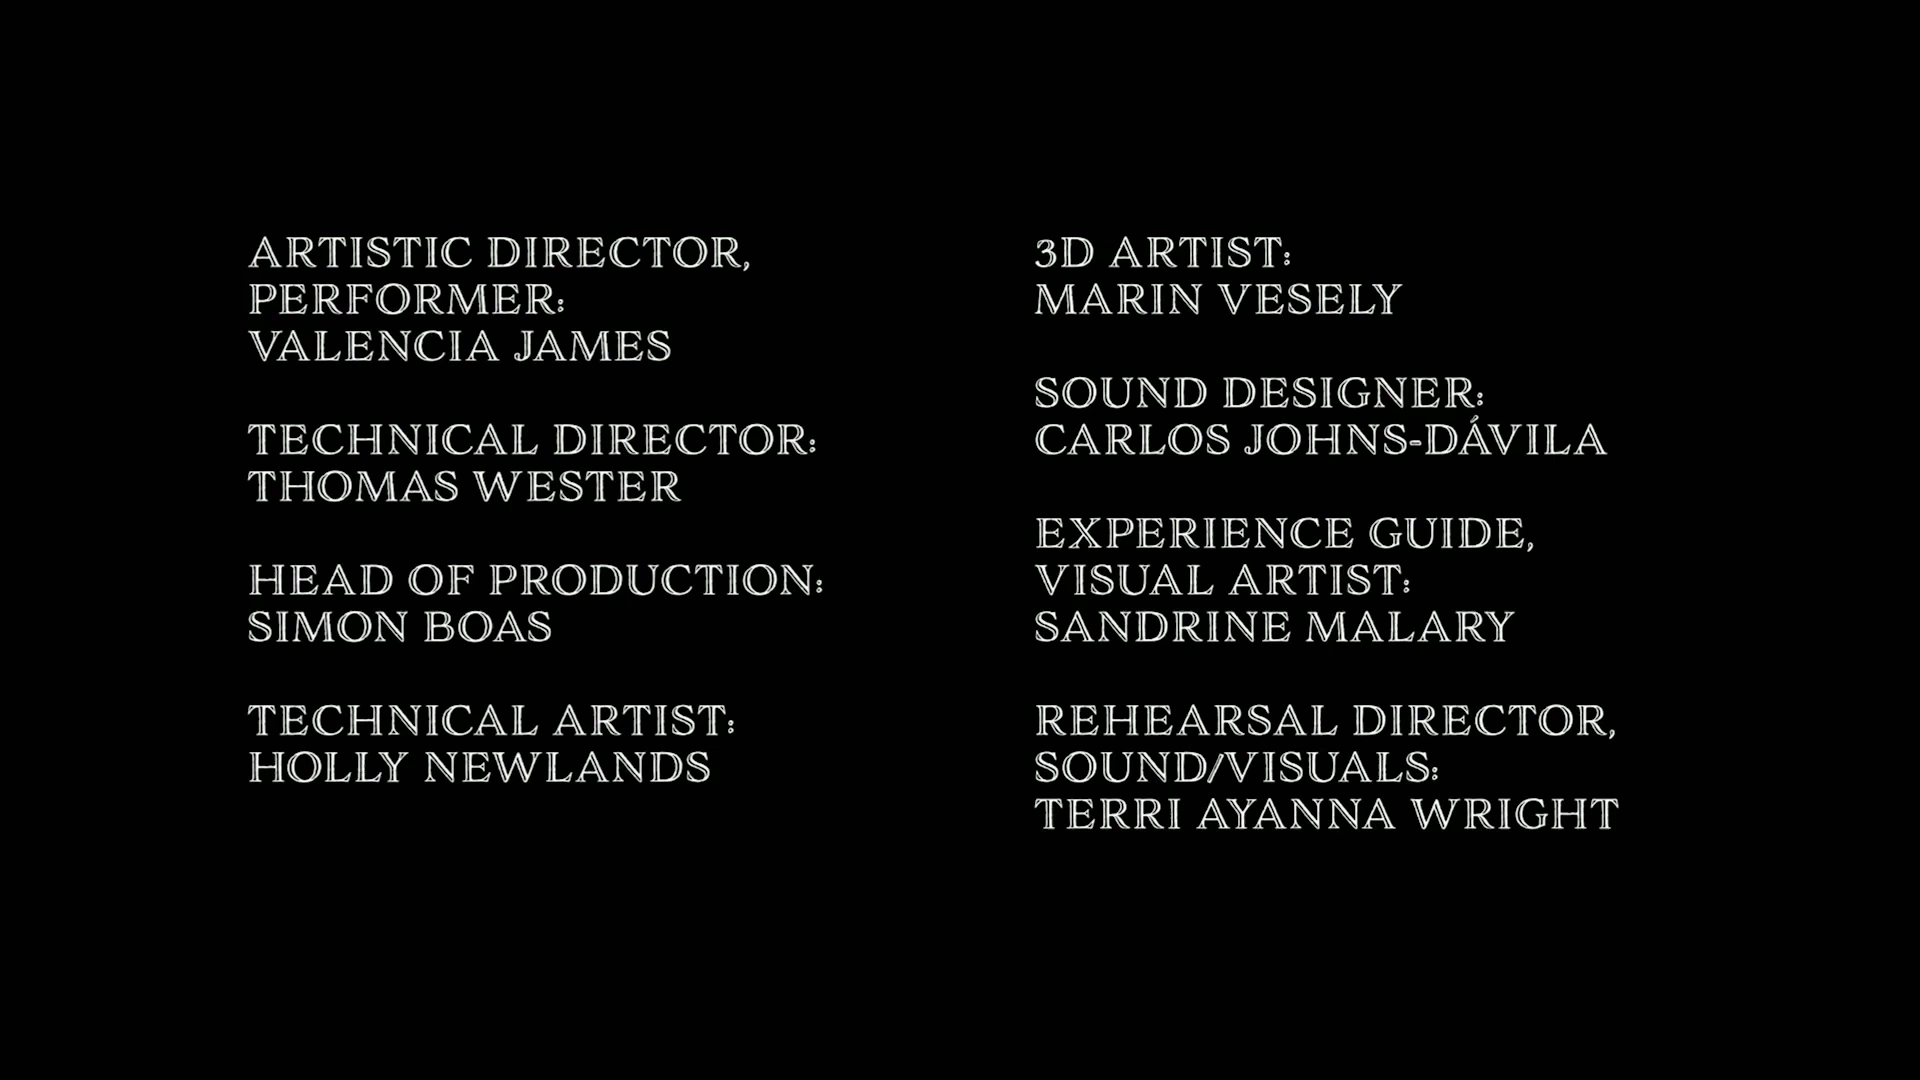 ARTISTIC DIRECTOR,
PERFORMER:
VALENCIA JAMES
TECHNICAL DIRECTOR:
THOMAS WESTER
HEAD OF PRODUCTION:
SIMON BOAS
TECHNICAL ARTIST:
HOLLY NEWLANDS
3D ARTIST:
MARIN VESELY
SOUND DESIGNER:
CARLOS JOHNS-DÁVILA
EXPERIENCE GUIDE,
VISUAL ARTIST:
SANDRINE MALARY
REHEARSAL DIRECTOR,
SOUND/VISUALS:
TERRI AYANNA WRIGHT